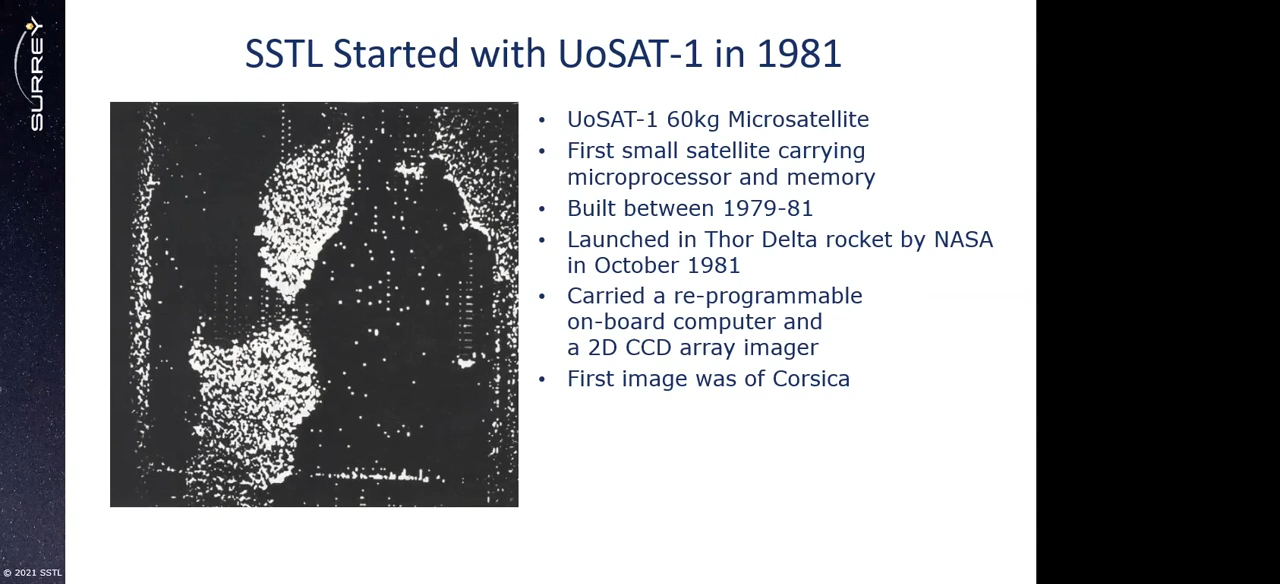 SURREY
SSTL Started with UoSAT-1 in 1981
• UoSAT-1 60kg Microsatellite
• First small satellite carrying
microprocessor and memory
• Built between 1979-81
• Launched in Thor Delta rocket by NASA
in October 1981
• Carried a re-programmable
on-board computer and
a 2D CCD array imager
• First image was of Corsica
© 2021 SSTL